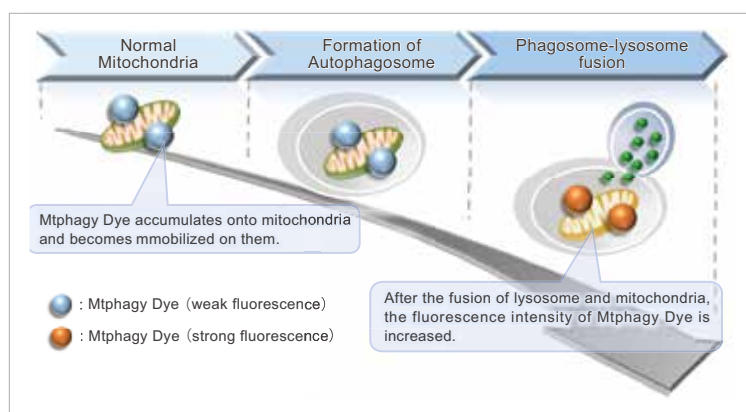 Normal
Mitochondria
Formation of
Autophagosome
Phagosome-lysosome
fusion
Mtphagy Dye accumulates onto mitochondria
and becomes mmobilized on them.
: Mtphagy Dye (weak fluorescence)
: Mtphagy Dye (strong fluorescence)
After the fusion of lysosome and mitochondria,
the fluorescence intensity of Mtphagy Dye is
increased.